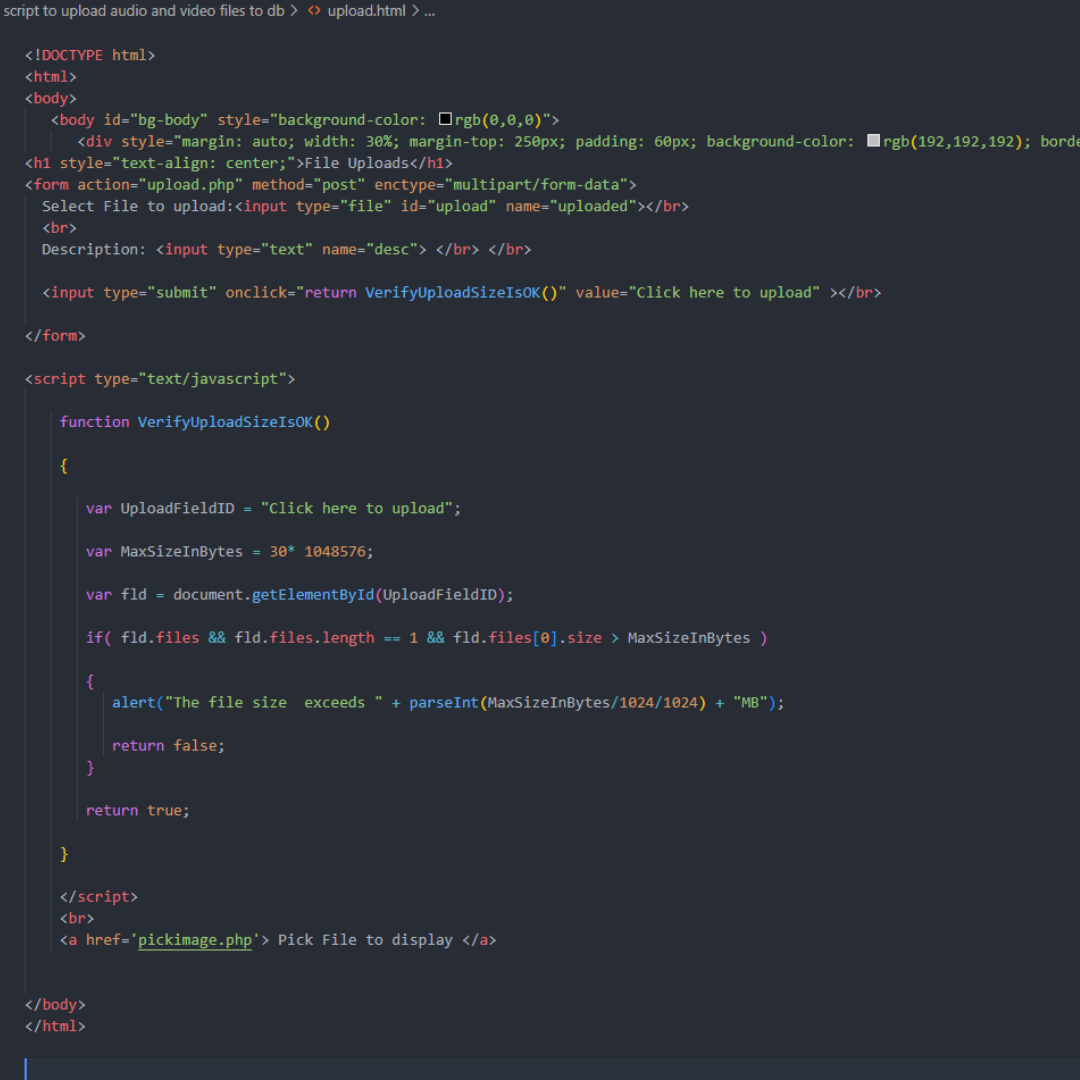 script to upload audio and video files to db > <> upload.html > ...
<!DOCTYPE html>
<html>
<body>
<body id="bg-body" style="background-color: rgb(0,0,0)">
<div style="margin: auto; width: 30%; margin-top: 250px; padding: 60px; background-color: rgb(192,192,192); borde
<h1 style="text-align: center;">File Uploads</h1>
<form action="upload.php" method="post" enctype="multipart/form-data">
Select File to upload:<input type="file" id="upload" name="uploaded"></br>
<br>
Description: <input type="text" name="desc"> </br> </br>
<input type="submit" onclick="return VerifyUploadSizeIsOK()" value="Click here to upload" ></br>
</form>
<script type="text/javascript">
function VerifyUploadSizeIsOK()
{
var UploadFieldID = "Click here to upload";
var MaxSizeInBytes = 30* 1048576;
var fld = document.getElementById(UploadFieldID);
if( fld.files && fld.files.length == 1 && fld.files[0].size > MaxSizeInBytes )
{
alert("The file size  exceeds " + parseInt(MaxSizeInBytes/1024/1024) + "MB");
return false;
}
return true;
}
</script>
<br>
<a href='pickimage.php'> Pick File to display </a>
</body>
</html>